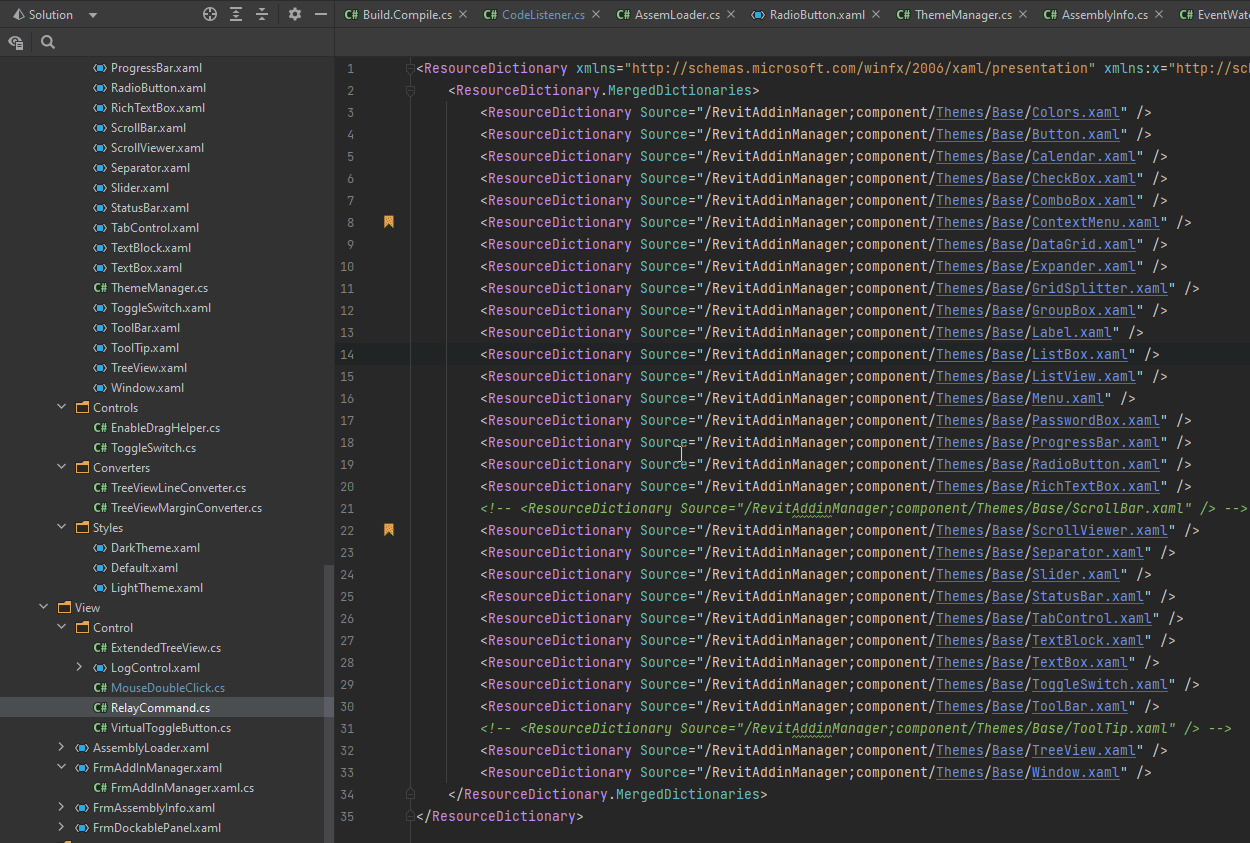 Solution
Build.Compile.cs
CodeListener.cs
AssemLoader.cs
RadioButton.xaml
ThemeManager.cs
AssemblyInfo.cs
ProgressBar.xaml
RadioButton.xaml
RichTextBox.xaml
ScrollBar.xaml
ScrollViewer.xaml
Separator.xaml
Slider.xaml
StatusBar.xaml
TabControl.xaml
TextBlock.xaml
TextBox.xaml
C# ThemeManager.cs
ToggleSwitch.xaml
ToolBar.xaml
ToolTip.xaml
TreeView.xaml
Window.xaml
Controls
C# EnableDragHelper.cs
C# ToggleSwitch.cs
Converters
C# TreeViewLineConverter.cs
C# TreeViewMarginConverter.cs
Styles
DarkTheme.xaml
Default.xaml
LightTheme.xaml
View
Control
C# ExtendedTreeView.cs
LogControl.xaml
C# MouseDoubleClick.cs
C# RelayCommand.cs
C# VirtualToggleButton.cs
AssemblyLoader.xaml
FrmAddInManager.xaml
C# FrmAddInManager.xaml.cs
FrmAssemblyInfo.xaml
FrmDockablePanel.xaml
1 <ResourceDictionary xmlns="http://schemas.microsoft.com/winfx/2006/xaml/presentation" xmlns:x="http://sc
2 <ResourceDictionary.MergedDictionaries>
3 <ResourceDictionary Source="/RevitAddinManager;component/Themes/Base/Colors.xaml" />
4 <ResourceDictionary Source="/RevitAddinManager;component/Themes/Base/Button.xaml" />
5 <ResourceDictionary Source="/RevitAddinManager;component/Themes/Base/Calendar.xaml" />
6 <ResourceDictionary Source="/RevitAddinManager;component/Themes/Base/CheckBox.xaml" />
7 <ResourceDictionary Source="/RevitAddinManager;component/Themes/Base/ComboBox.xaml" />
8 <ResourceDictionary Source="/RevitAddinManager;component/Themes/Base/ContextMenu.xaml" />
9 <ResourceDictionary Source="/RevitAddinManager;component/Themes/Base/DataGrid.xaml" />
10 <ResourceDictionary Source="/RevitAddinManager;component/Themes/Base/Expander.xaml" />
11 <ResourceDictionary Source="/RevitAddinManager;component/Themes/Base/GridSplitter.xaml" />
12 <ResourceDictionary Source="/RevitAddinManager;component/Themes/Base/GroupBox.xaml" />
13 <ResourceDictionary Source="/RevitAddinManager;component/Themes/Base/Label.xaml" />
14 <ResourceDictionary Source="/RevitAddinManager;component/Themes/Base/ListBox.xaml" />
15 <ResourceDictionary Source="/RevitAddinManager;component/Themes/Base/ListView.xaml" />
16 <ResourceDictionary Source="/RevitAddinManager;component/Themes/Base/Menu.xaml" />
17 <ResourceDictionary Source="/RevitAddinManager;component/Themes/Base/PasswordBox.xaml" />
18 <ResourceDictionary Source="/RevitAddinManager;component/Themes/Base/ProgressBar.xaml" />
19 <ResourceDictionary Source="/RevitAddinManager;component/Themes/Base/RadioButton.xaml" />
20 <ResourceDictionary Source="/RevitAddinManager;component/Themes/Base/RichTextBox.xaml" />
21 <!-- <ResourceDictionary Source="/RevitAddinManager;component/Themes/Base/ScrollBar.xaml" /> -->
22 <ResourceDictionary Source="/RevitAddinManager;component/Themes/Base/ScrollViewer.xaml" />
23 <ResourceDictionary Source="/RevitAddinManager;component/Themes/Base/Separator.xaml" />
24 <ResourceDictionary Source="/RevitAddinManager;component/Themes/Base/Slider.xaml" />
25 <ResourceDictionary Source="/RevitAddinManager;component/Themes/Base/StatusBar.xaml" />
26 <ResourceDictionary Source="/RevitAddinManager;component/Themes/Base/TabControl.xaml" />
27 <ResourceDictionary Source="/RevitAddinManager;component/Themes/Base/TextBlock.xaml" />
28 <ResourceDictionary Source="/RevitAddinManager;component/Themes/Base/TextBox.xaml" />
29 <ResourceDictionary Source="/RevitAddinManager;component/Themes/Base/ToggleSwitch.xaml" />
30 <ResourceDictionary Source="/RevitAddinManager;component/Themes/Base/ToolBar.xaml" />
31 <!-- <ResourceDictionary Source="/RevitAddinManager;component/Themes/Base/ToolTip.xaml" /> -->
32 <ResourceDictionary Source="/RevitAddinManager;component/Themes/Base/TreeView.xaml" />
33 <ResourceDictionary Source="/RevitAddinManager;component/Themes/Base/Window.xaml" />
34 </ResourceDictionary.MergedDictionaries>
35 </ResourceDictionary>